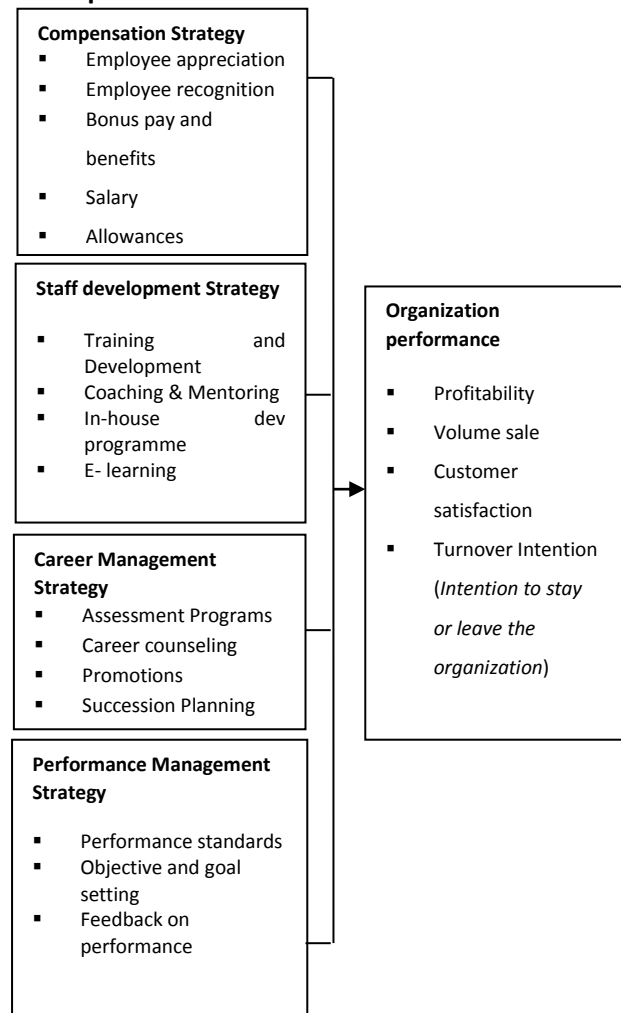 Compensation Strategy
▪ Employee appreciation
▪ Employee recognition
▪ Bonus pay and
benefits
▪ Salary
▪ Allowances
Staff development Strategy
▪ Training and
Development
▪ Coaching & Mentoring
▪ In-house dev
programme
▪ E- learning
Career Management
Strategy
▪ Assessment Programs
▪ Career counseling
▪ Promotions
▪ Succession Planning
Performance Management
Strategy
▪ Performance standards
▪ Objective and goal
setting
▪ Feedback on
performance
Organization
performance
▪ Profitability
▪ Volume sale
▪ Customer
satisfaction
▪ Turnover Intention
(Intention to stay
or leave the
organization)